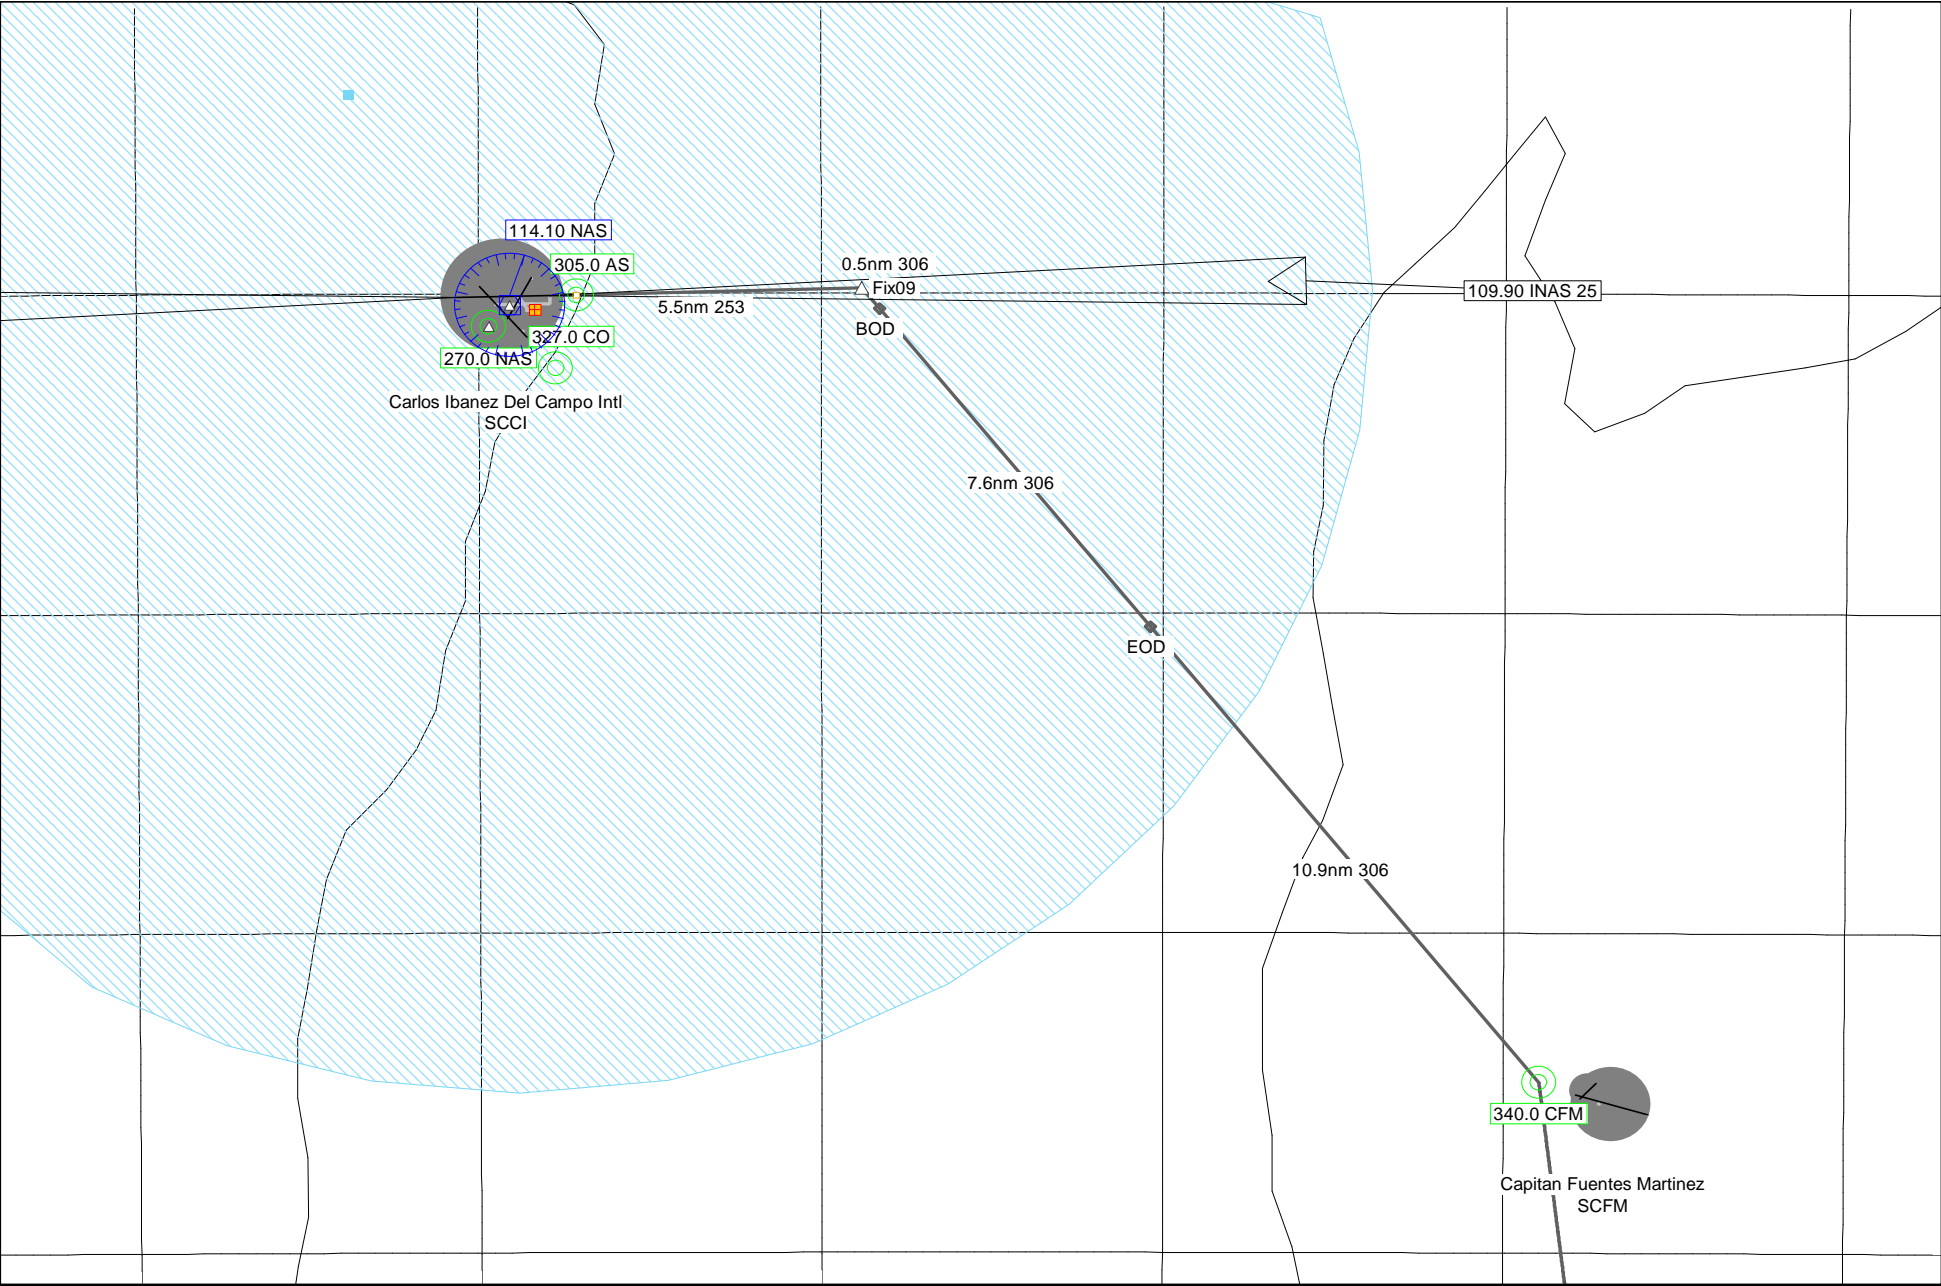 114.10 NAS
305.0 AS
0.5nm 306
Fix09
109.90 INAS 25
5.5nm 253
BOD
327.0 CO
270.0 NAS
Carlos Ibanez Del Campo Intl
SCCI
7.6nm 306
EOD
10.9nm 306
340.0 CFM
Capitan Fuentes Martinez
SCFM